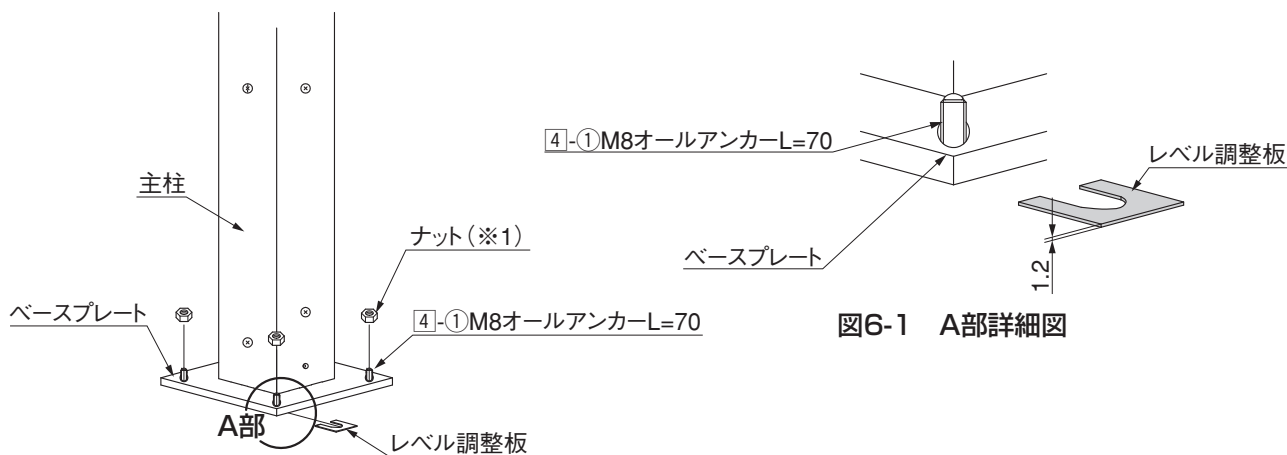 主柱
ナット（※1）
ベースプレート
4-①M8オールアンカーL=70
A部
レベル調整板
4-①M8オールアンカーL=70
レベル調整板
ベースプレート
1.2
図6-1　A部詳細図